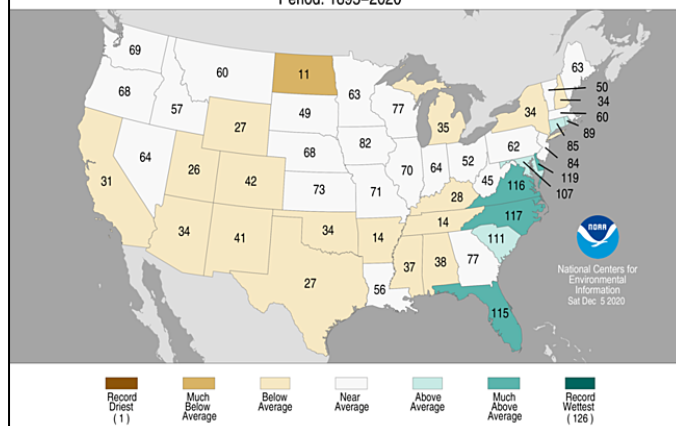 Period: 1895–2020
69
60
11
63
63
68
57
49
77
50
34
60
89
85
84
119
107
27
35
34
64
68
82
70
64
52
62
45
116
31
26
42
73
71
28
117
34
41
34
14
14
111
27
56
37
38
77
115
NOAA
National Centers for
Environmental
Information
Sat Dec 5 2020
Record
Driest
(1)
Much
Below
Average
Below
Average
Near
Average
Above
Average
Much
Above
Average
Record
Wettest
(126)